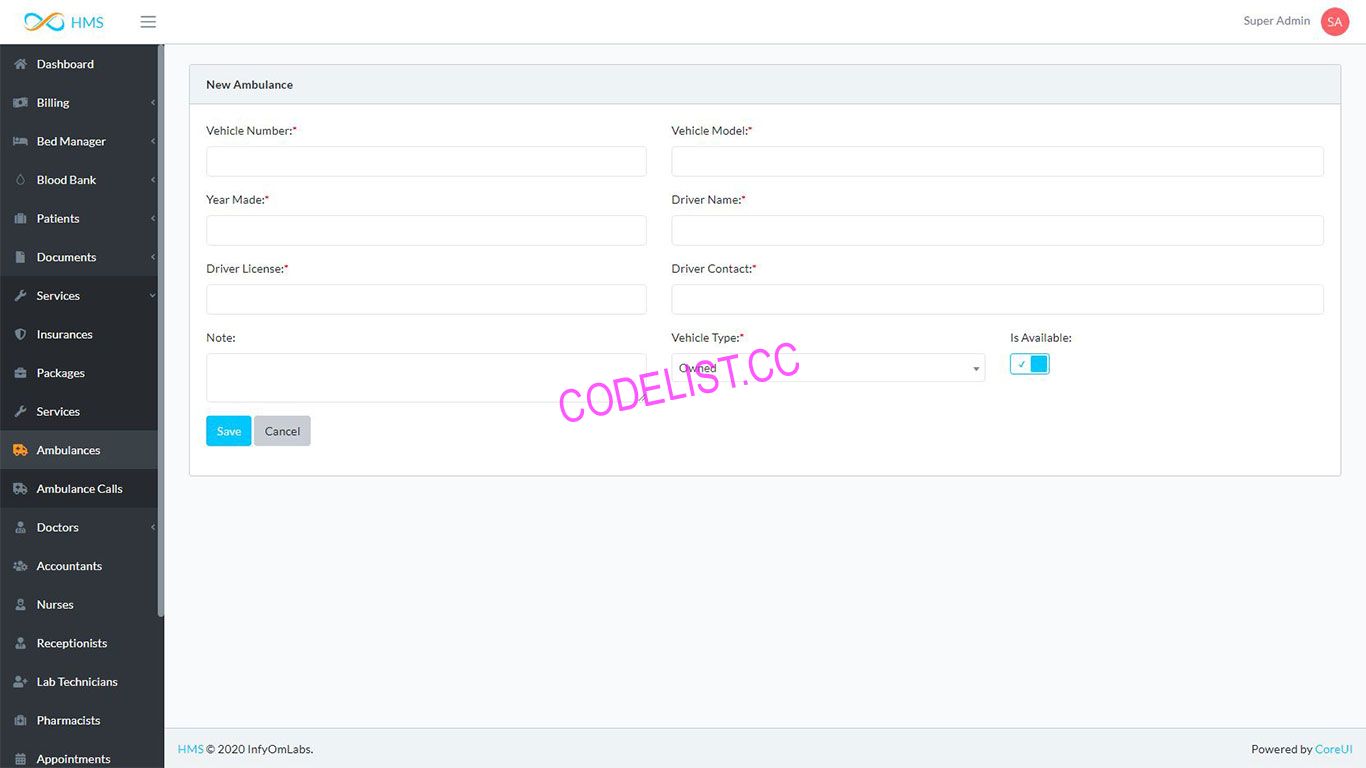 HMS
Super Admin
SA
Dashboard
Billing
Bed Manager
Blood Bank
Patients
Documents
Services
Insurances
Packages
Services
Ambulances
Ambulance Calls
Doctors
Accountants
Nurses
Receptionists
Lab Technicians
Pharmacists
Appointments
New Ambulance
Vehicle Number:*
Vehicle Model:*
Year Made:*
Driver Name:*
Driver License:*
Driver Contact:*
Note:
Vehicle Type:*
Is Available:
Owned
CODELIST.CC
Save
Cancel
HMS © 2020 InfyOmLabs.
Powered by CoreUI